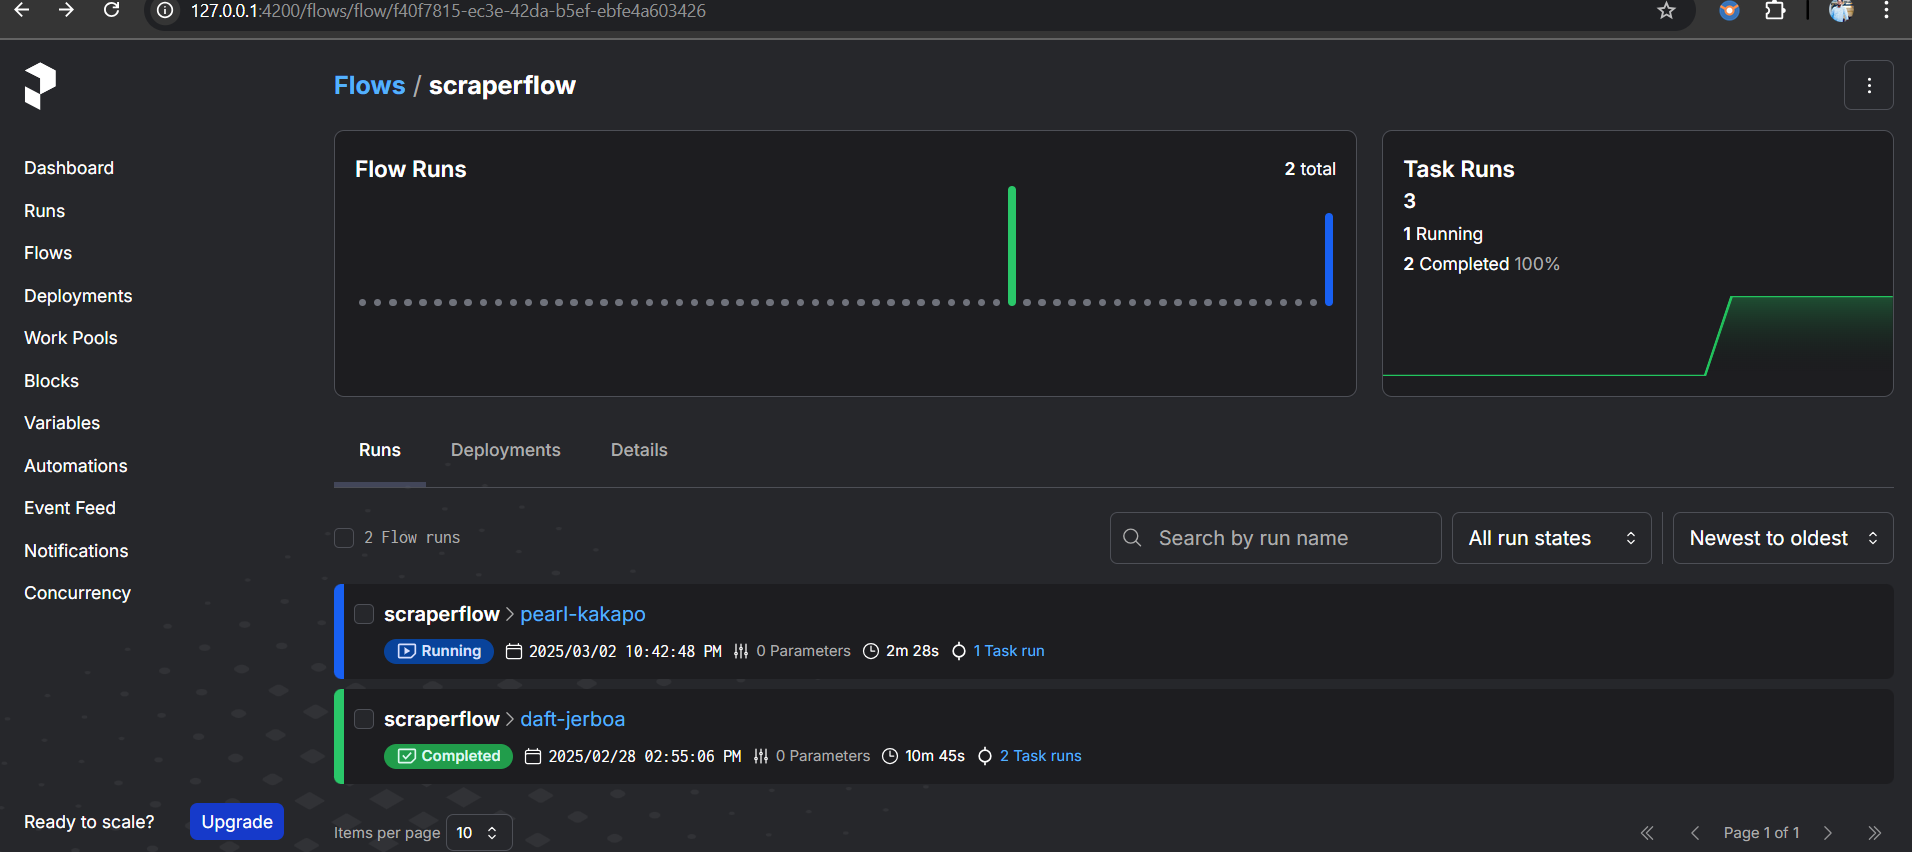 127.0.0.1:4200/flows/flow/f40f7815-ec3e-42da-b5ef-ebfe4a603426
Flows / scraperflow
Dashboard
Runs
Flows
Deployments
Work Pools
Blocks
Variables
Automations
Event Feed
Notifications
Concurrency
Ready to scale? Upgrade
Flow Runs 2 total
Task Runs
3
1 Running
2 Completed 100%
Runs Deployments Details
2 Flow runs Search by run name All run states Newest to oldest
scraperflow > pearl-kakapo
Running 2025/03/02 10:42:48 PM 0 Parameters 2m 28s 1 Task run
scraperflow > daft-jerboa
Completed 2025/02/28 02:55:06 PM 0 Parameters 10m 45s 2 Task runs
Items per page 10 Page 1 of 1